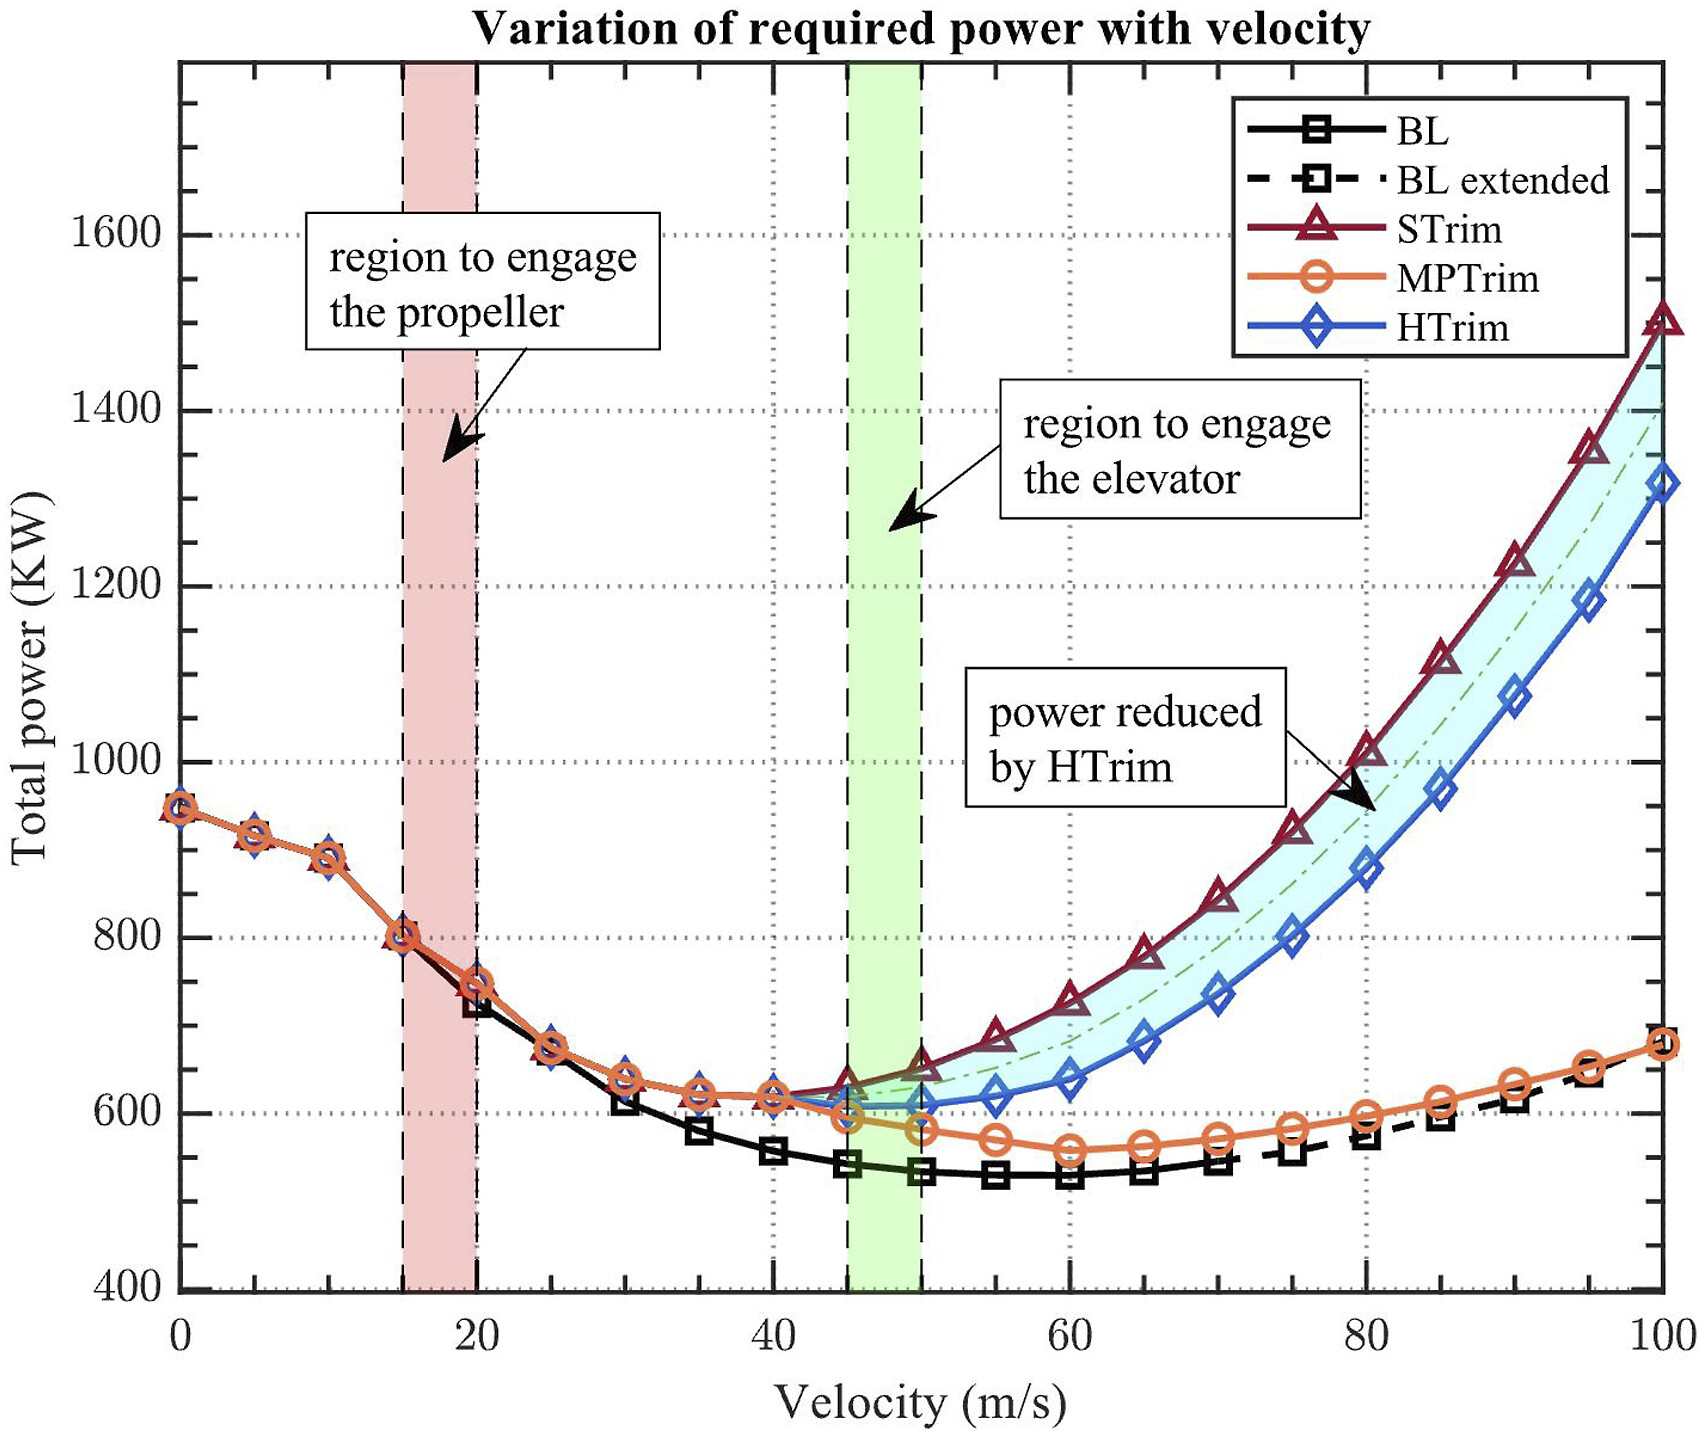 Variation of required power with velocity
BL
BL extended
STrim
MPTrim
HTrim
region to engage
the propeller
region to engage
the elevator
power reduced
by HTrim
Total power (KW)
1600
1400
1200
1000
800
600
400
0 20 40 60 80 100
Velocity (m/s)